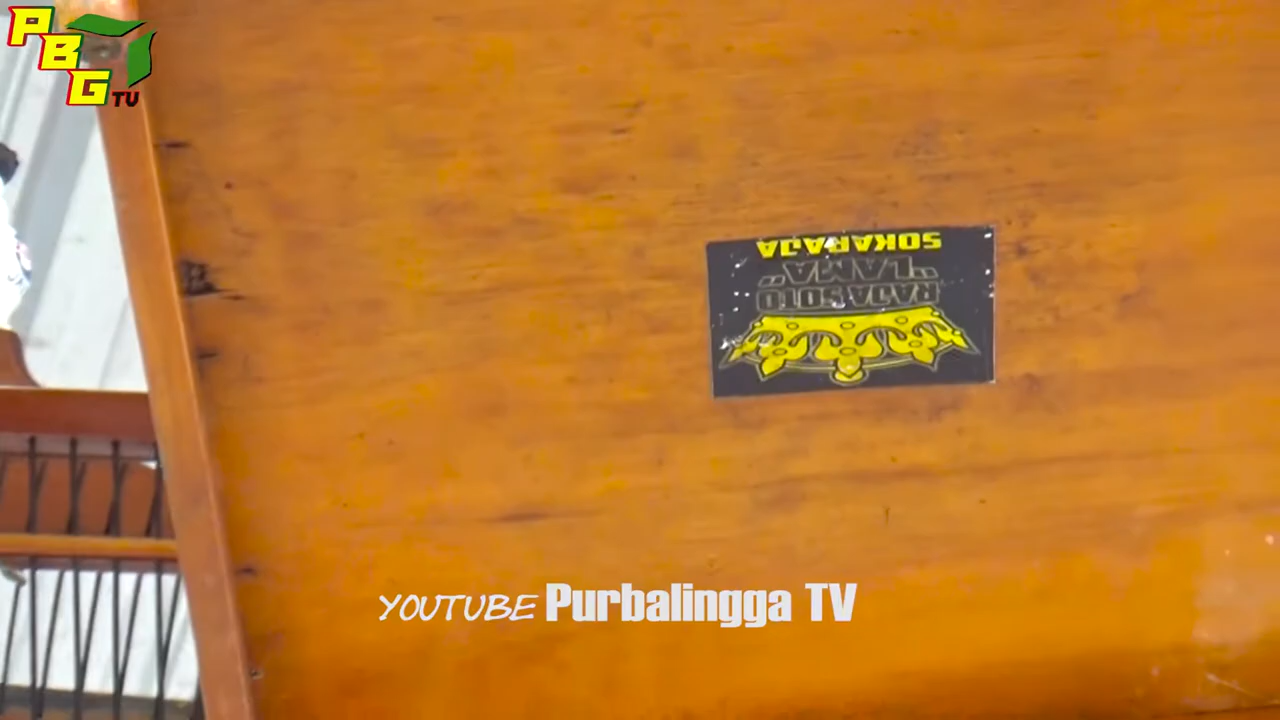 PBG
TV
RAJA SOTO
"LAMA"
SOKARAJA
YOUTUBE Purbalingga TV